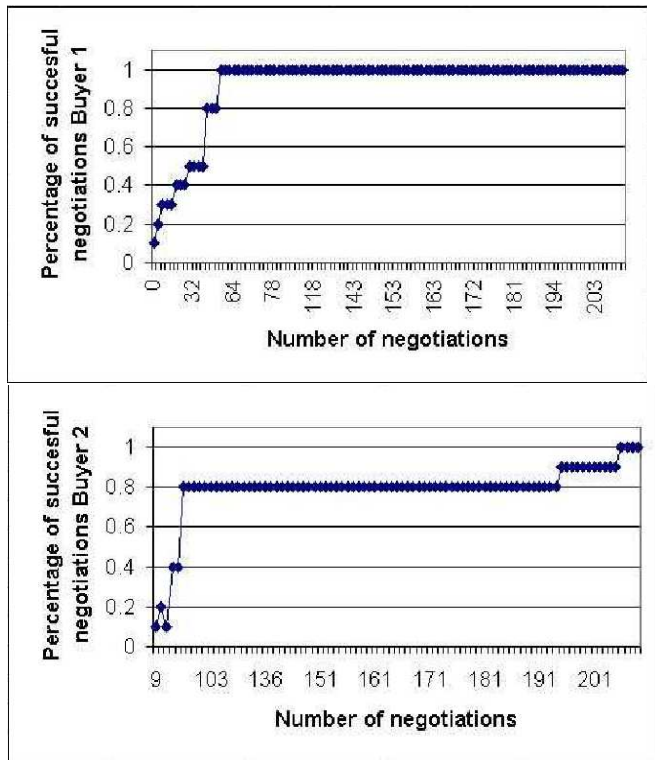 Percentage of succesful
negotiations Buyer 1
1
0.8
0.6
0.4
0.2
0
0 32 64 78 118 143 153 163 172 181 194 203
Number of negotiations
Percentage of succesful
negotiations Buyer 2
1
0.8
0.6
0.4
0.2
0
9 103 136 151 161 171 181 191 201
Number of negotiations